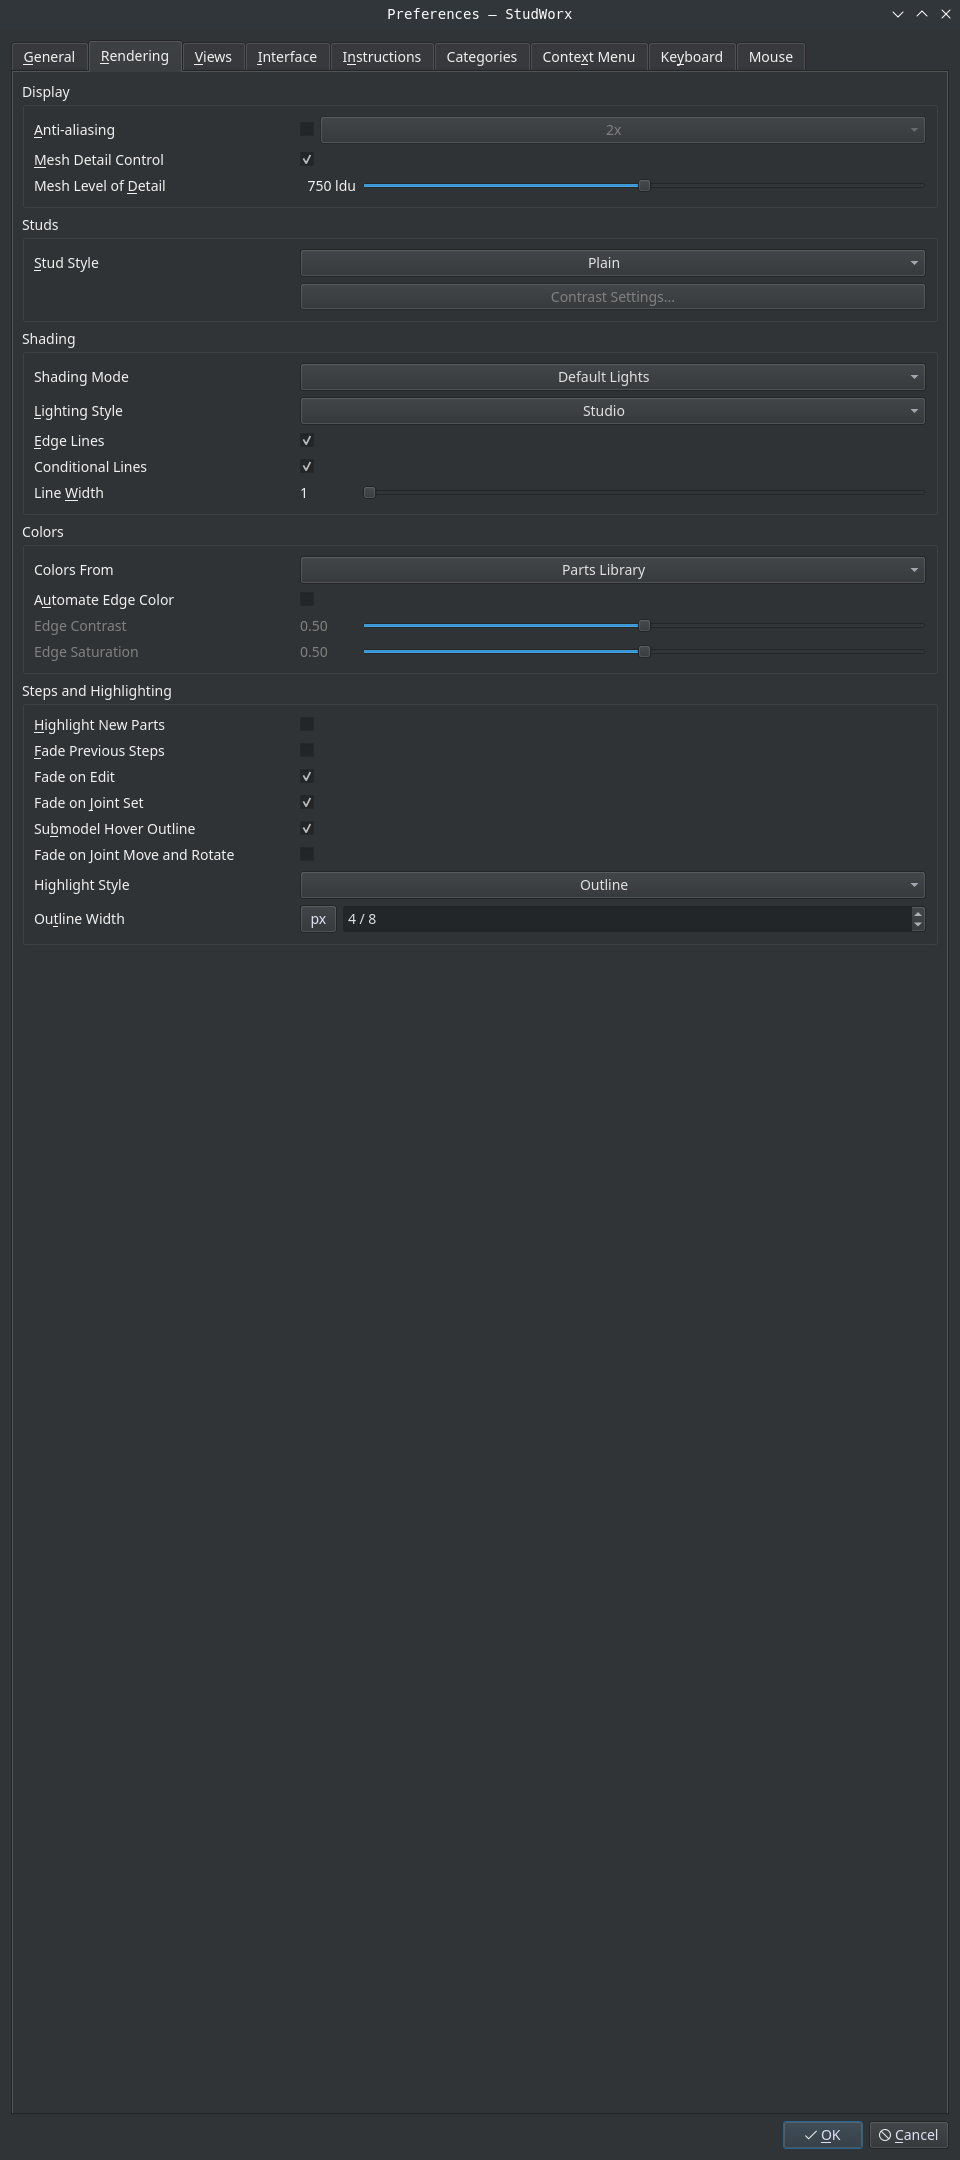 Preferences — StudWorx
General Rendering Views Interface Instructions Categories Context Menu Keyboard Mouse
Display
Anti-aliasing 2x
Mesh Detail Control
Mesh Level of Detail 750 ldu
Studs
Stud Style Plain
Contrast Settings...
Shading
Shading Mode Default Lights
Lighting Style Studio
Edge Lines
Conditional Lines
Line Width 1
Colors
Colors From Parts Library
Automate Edge Color
Edge Contrast 0.50
Edge Saturation 0.50
Steps and Highlighting
Highlight New Parts
Fade Previous Steps
Fade on Edit
Fade on Joint Set
Submodel Hover Outline
Fade on Joint Move and Rotate
Highlight Style Outline
Outline Width px 4 / 8
OK Cancel